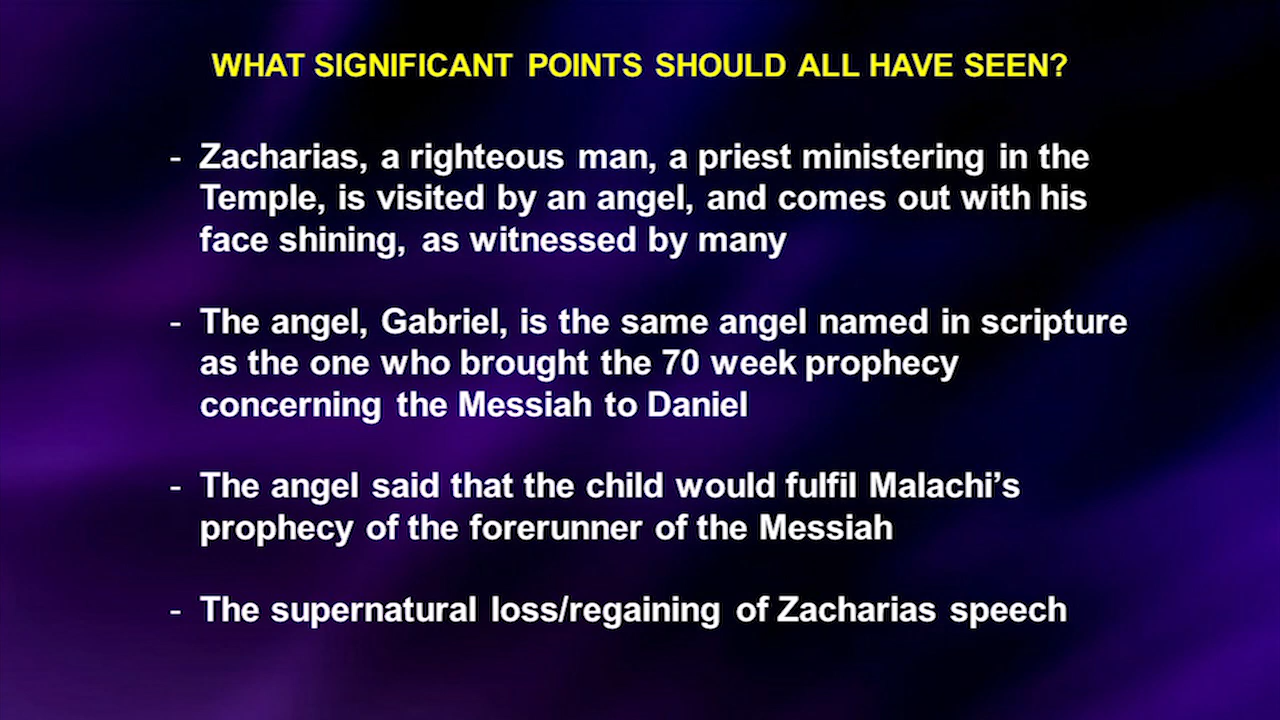 WHAT SIGNIFICANT POINTS SHOULD ALL HAVE SEEN?
- Zacharias, a righteous man, a priest ministering in the
Temple, is visited by an angel, and comes out with his
face shining, as witnessed by many
- The angel, Gabriel, is the same angel named in scripture
as the one who brought the 70 week prophecy
concerning the Messiah to Daniel
- The angel said that the child would fulfil Malachi’s
prophecy of the forerunner of the Messiah
- The supernatural loss/regaining of Zacharias speech